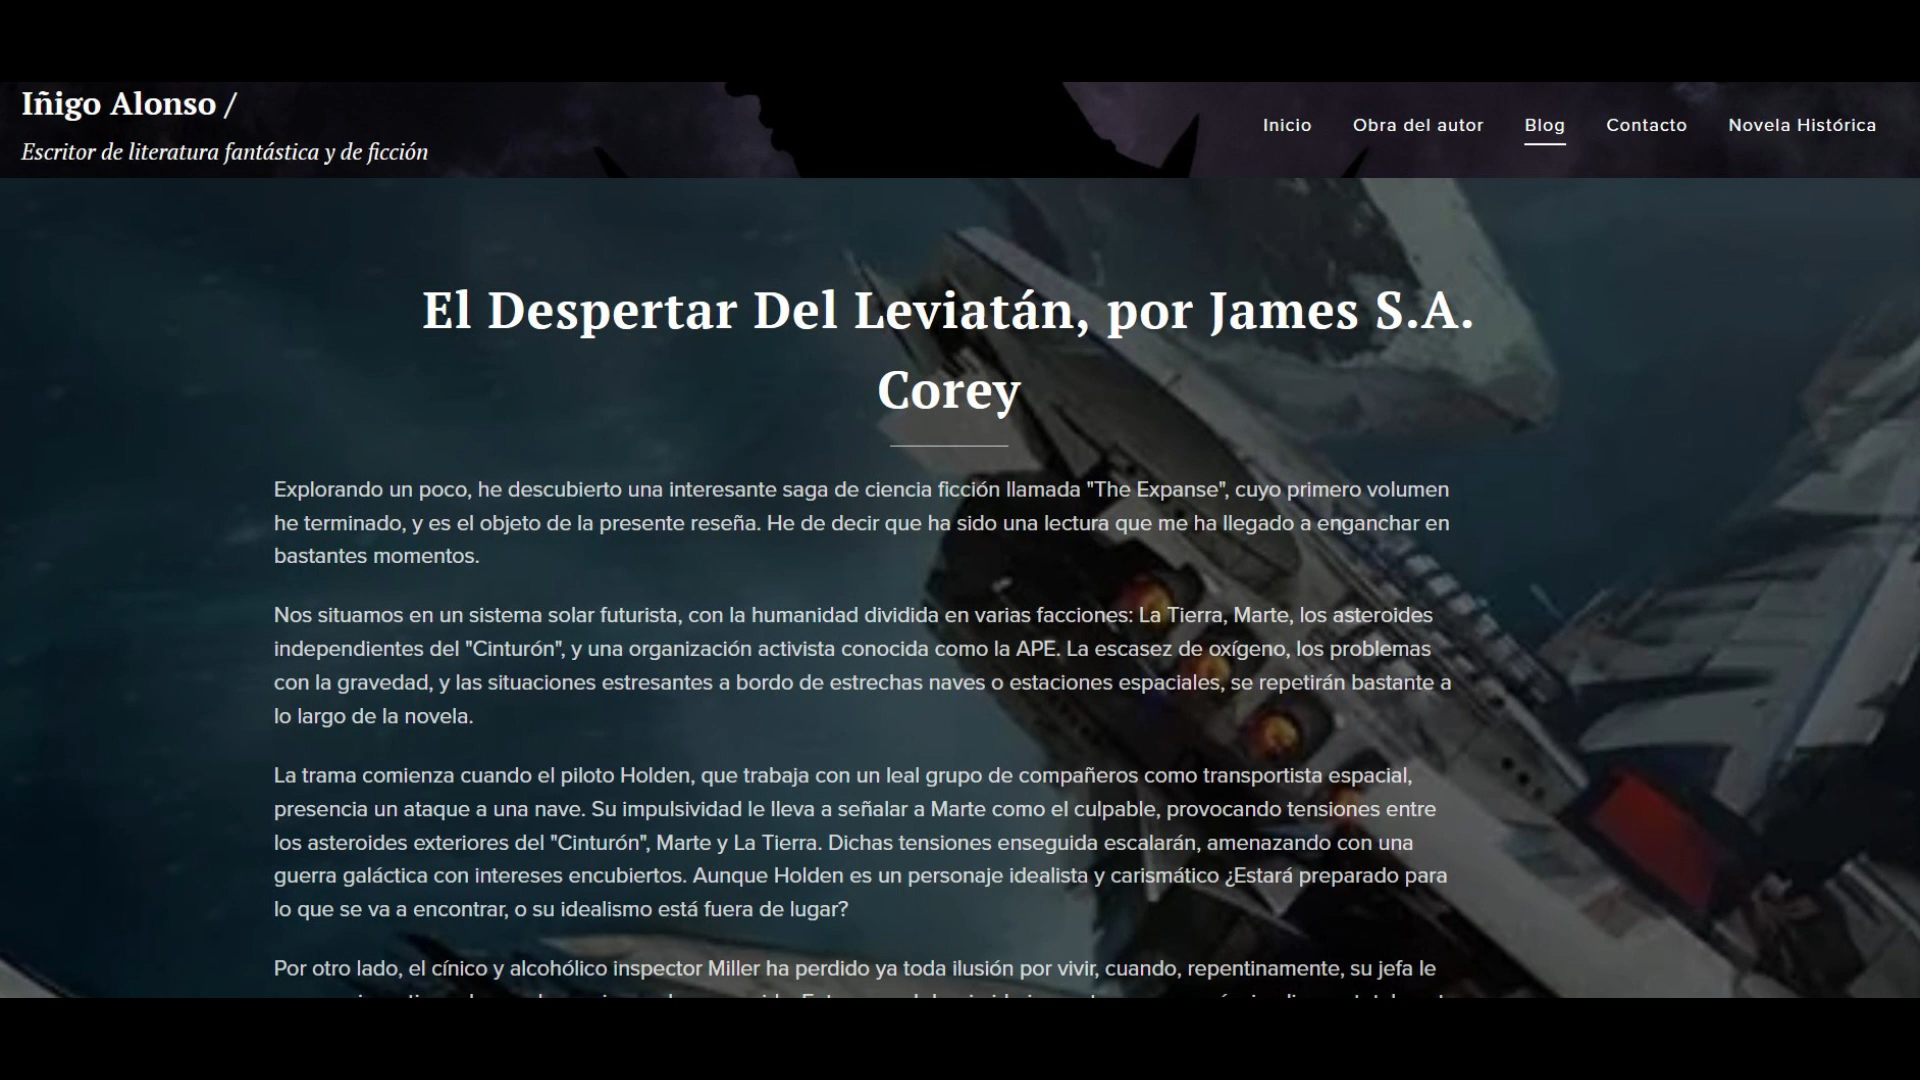 Iñigo Alonso /
Escritor de literatura fantástica y de ficción
Inicio
Obra del autor
Blog
Contacto
Novela Histórica
El Despertar Del Leviatán, por James S.A.
Corey
Explorando un poco, he descubierto una interesante saga de ciencia ficción llamada "The Expanse", cuyo primero volumen
he terminado, y es el objeto de la presente reseña. He de decir que ha sido una lectura que me ha llegado a enganchar en
bastantes momentos.
Nos situamos en un sistema solar futurista, con la humanidad dividida en varias facciones: La Tierra, Marte, los asteroides
independientes del "Cinturón", y una organización activista conocida como la APE. La escasez de oxígeno, los problemas
con la gravedad, y las situaciones estresantes a bordo de estrechas naves o estaciones espaciales, se repetirán bastante a
lo largo de la novela.
La trama comienza cuando el piloto Holden, que trabaja con un leal grupo de compañeros como transportista espacial,
presencia un ataque a una nave. Su impulsividad le lleva a señalar a Marte como el culpable, provocando tensiones entre
los asteroides exteriores del "Cinturón", Marte y La Tierra. Dichas tensiones enseguida escalarán, amenazando con una
guerra galáctica con intereses encubiertos. Aunque Holden es un personaje idealista y carismático ¿Estará preparado para
lo que se va a encontrar, o su idealismo está fuera de lugar?
Por otro lado, el cínico y alcohólico inspector Miller ha perdido ya toda ilusión por vivir, cuando, repentinamente, su jefa le